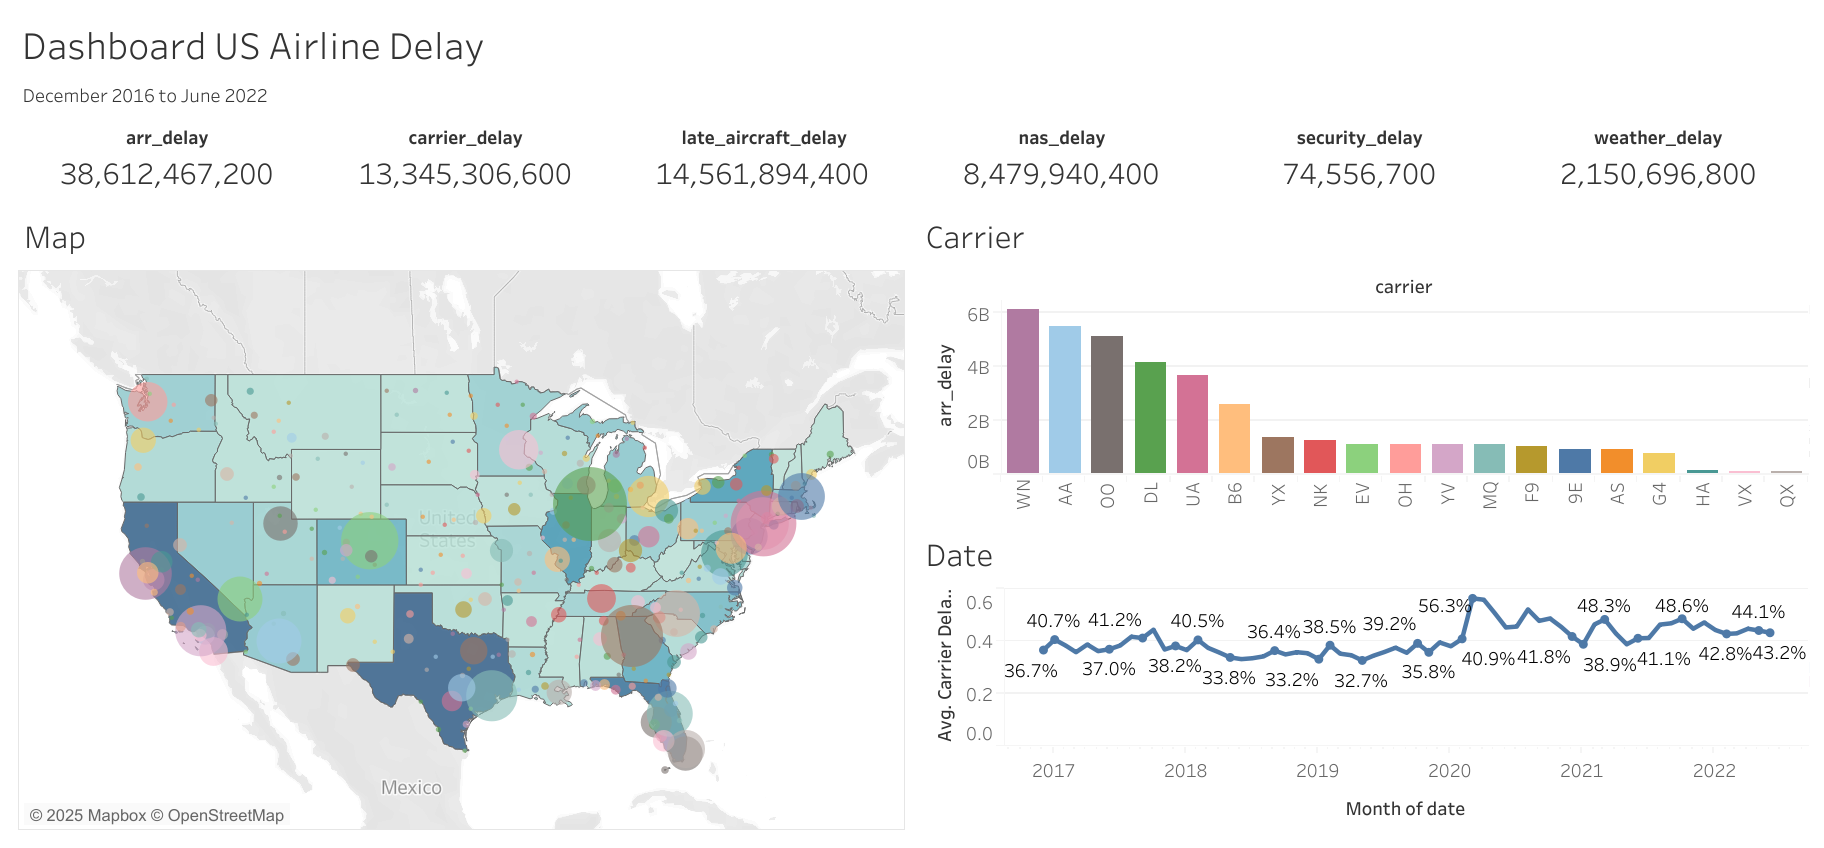 Dashboard US Airline Delay
December 2016 to June 2022
arr_delay carrier_delay late_aircraft_delay nas_delay security_delay weather_delay
38,612,467,200 13,345,306,600 14,561,894,400 8,479,940,400 74,556,700 2,150,696,800
Map
United
States
Mexico
© 2025 Mapbox © OpenStreetMap
Carrier
carrier
arr_delay
6B
4B
2B
0B
WN AA OO DL UA B6 YX NK EV OH YV MQ F9 9E AS G4 HA VX QX
Date
Avg. Carrier Dela..
0.6
0.4
0.2
0.0
36.7% 40.7% 37.0% 41.2% 38.2% 40.5% 33.8% 36.4% 33.2% 38.5% 32.7% 39.2% 35.8% 56.3% 40.9% 41.8% 48.3% 38.9% 41.1% 48.6% 42.8% 44.1% 43.2%
2017 2018 2019 2020 2021 2022
Month of date